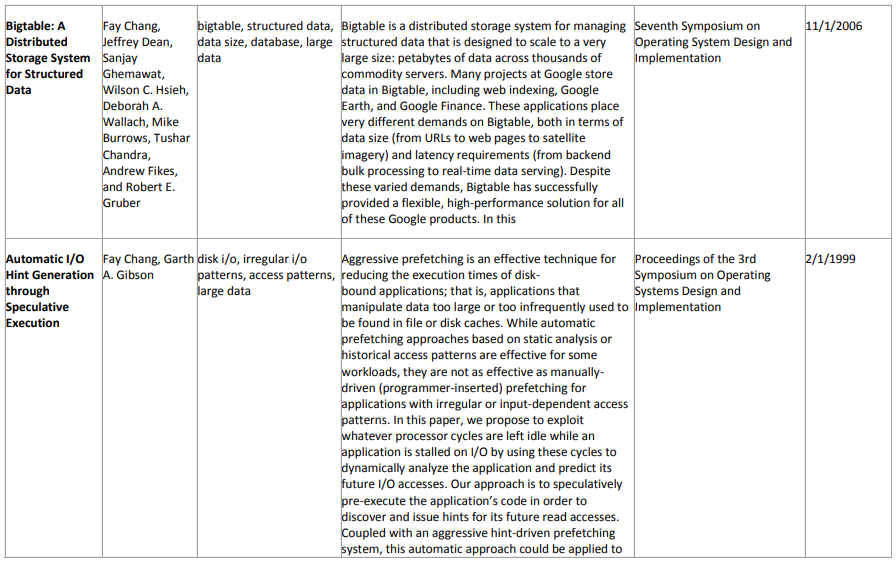 Bigtable: A
Distributed
Storage System
for Structured
Data
Fay Chang,
Jeffrey Dean,
Sanjay
Ghemawat,
Wilson C. Hsieh,
Deborah A.
Wallach, Mike
Burrows, Tushar
Chandra,
Andrew Fikes,
and Robert E.
Gruber
bigtable, structured data,
data size, database, large
data
Bigtable is a distributed storage system for managing
structured data that is designed to scale to a very
large size: petabytes of data across thousands of
commodity servers. Many projects at Google store
data in Bigtable, including web indexing, Google
Earth, and Google Finance. These applications place
very different demands on Bigtable, both in terms of
data size (from URLs to web pages to satellite
imagery) and latency requirements (from backend
bulk processing to real-time data serving). Despite
these varied demands, Bigtable has successfully
provided a flexible, high-performance solution for all
of these Google products. In this
Seventh Symposium on
Operating System Design and
Implementation
11/1/2006
Automatic I/O
Hint Generation
through
Speculative
Execution
Fay Chang, Garth
A. Gibson
disk i/o, irregular i/o
patterns, access patterns,
large data
Aggressive prefetching is an effective technique for
reducing the execution times of disk-
bound applications; that is, applications that
manipulate data too large or too infrequently used to
be found in file or disk caches. While automatic
prefetching approaches based on static analysis or
historical access patterns are effective for some
workloads, they are not as effective as manually-
driven (programmer-inserted) prefetching for
applications with irregular or input-dependent access
patterns. In this paper, we propose to exploit
whatever processor cycles are left idle while an
application is stalled on I/O by using these cycles to
dynamically analyze the application and predict its
future I/O accesses. Our approach is to speculatively
pre-execute the application’s code in order to
discover and issue hints for its future read accesses.
Coupled with an aggressive hint-driven prefetching
system, this automatic approach could be applied to
Proceedings of the 3rd
Symposium on Operating
Systems Design and
Implementation
2/1/1999